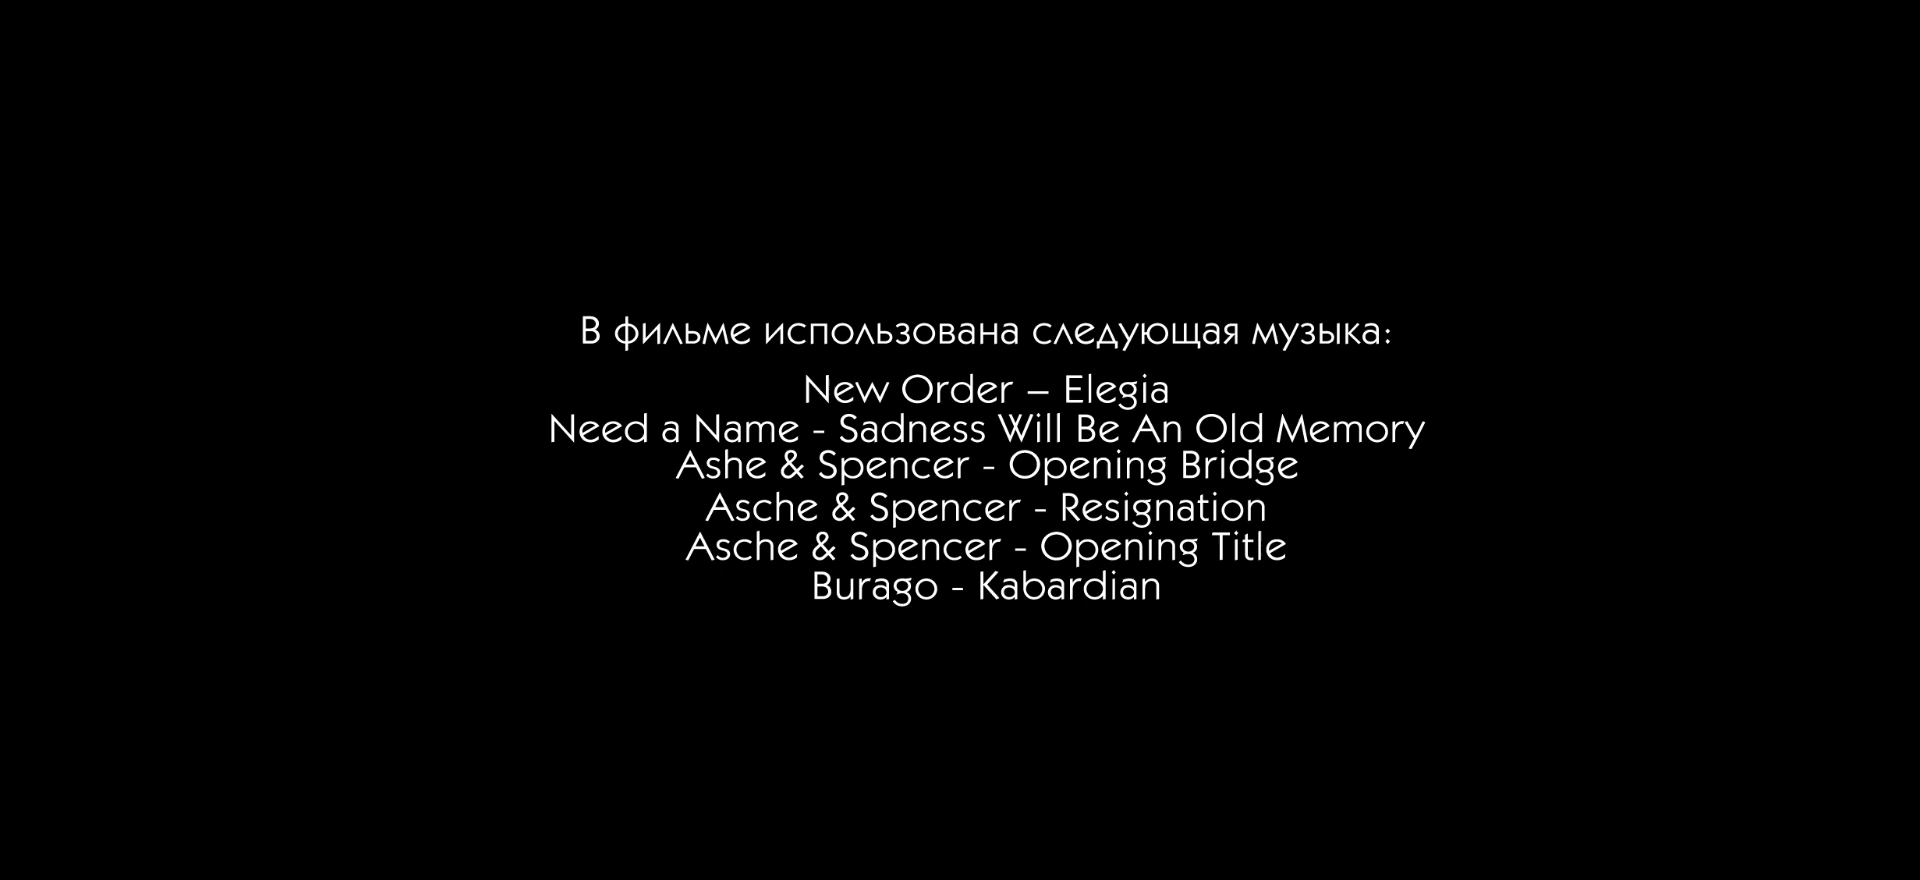 В фильме использована следующая музыка:
New Order – Elegia
Need a Name - Sadness Will Be An Old Memory
Ashe & Spencer - Opening Bridge
Asche & Spencer - Resignation
Asche & Spencer - Opening Title
Burago - Kabardian